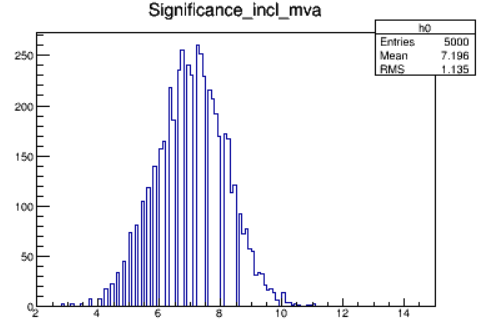 Significance_incl_mva
h0
Entries 5000
Mean 7.196
RMS 1.135
250
200
150
100
50
0
2 4 6 8 10 12 14